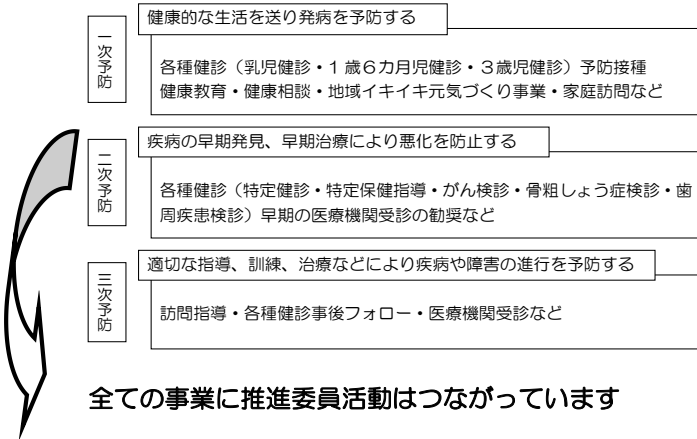 一次予防
健康的な生活を送り発病を予防する
各種健診（乳児健診・１歳６カ月児健診・３歳児健診）予防接種
健康教育・健康相談・地域イキイキ元気づくり事業・家庭訪問など
二次予防
疾病の早期発見、早期治療により悪化を防止する
各種健診（特定健診・特定保健指導・がん検診・骨粗しょう症検診・歯
周疾患検診）早期の医療機関受診の勧奨など
三次予防
適切な指導、訓練、治療などにより疾病や障害の進行を予防する
訪問指導・各種健診事後フォロー・医療機関受診など
全ての事業に推進委員活動はつながっています